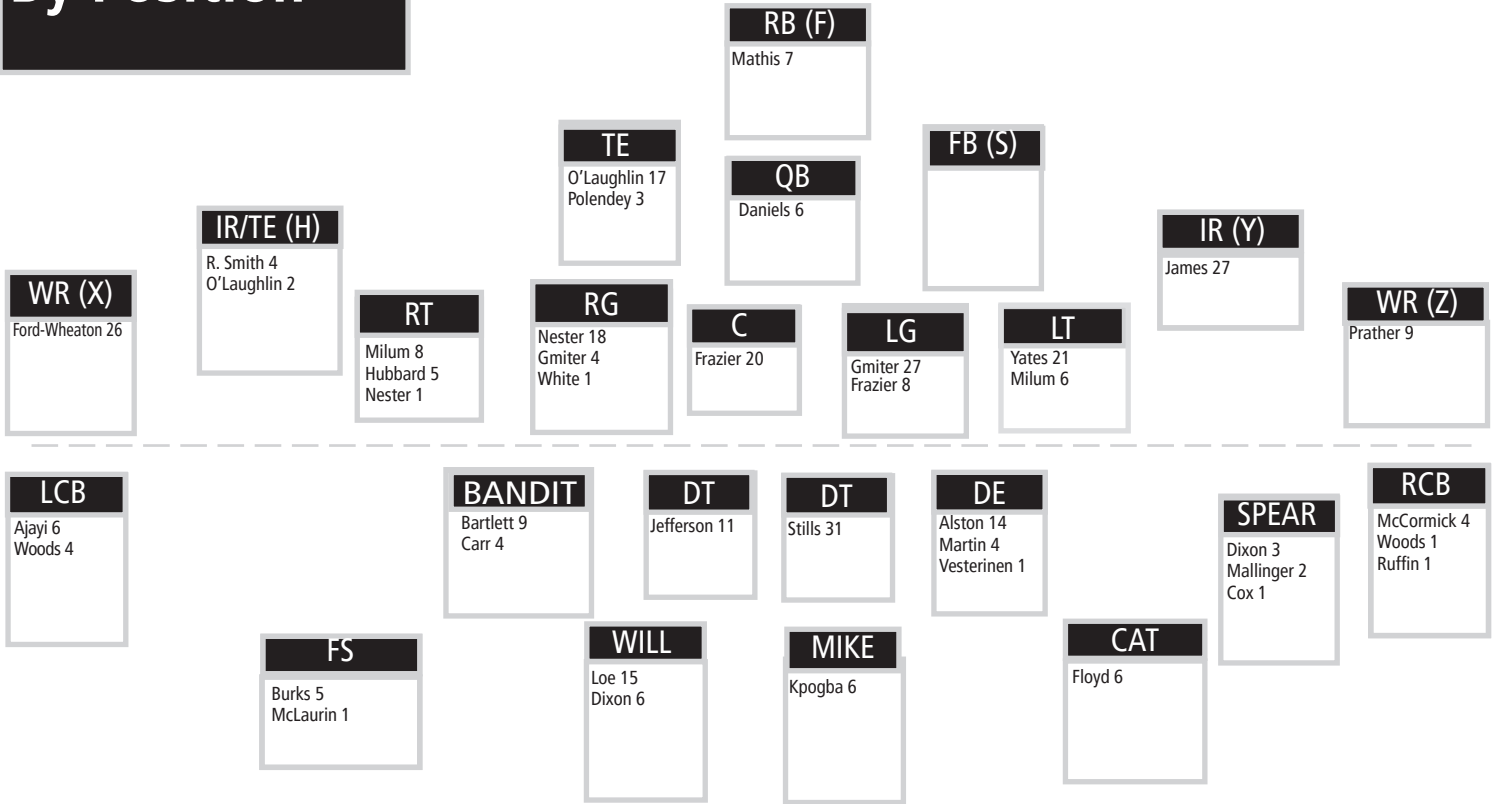 By Position
RB (F)
Mathis 7
TE
O'Laughlin 17
Polendey 3
QB
Daniels 6
FB (S)
IR/TE (H)
R. Smith 4
O'Laughlin 2
IR (Y)
James 27
WR (X)
Ford-Wheaton 26
RT
Milum 8
Hubbard 5
Nester 1
RG
Nester 18
Gmiter 4
White 1
C
Frazier 20
LG
Gmiter 27
Frazier 8
LT
Yates 21
Milum 6
WR (Z)
Prather 9
LCB
Ajayi 6
Woods 4
BANDIT
Bartlett 9
Carr 4
DT
Jefferson 11
DT
Stills 31
DE
Alston 14
Martin 4
Vesterinen 1
SPEAR
Dixon 3
Mallinger 2
Cox 1
RCB
McCormick 4
Woods 1
Ruffin 1
FS
Burks 5
McLaurin 1
WILL
Loe 15
Dixon 6
MIKE
Kpogba 6
CAT
Floyd 6